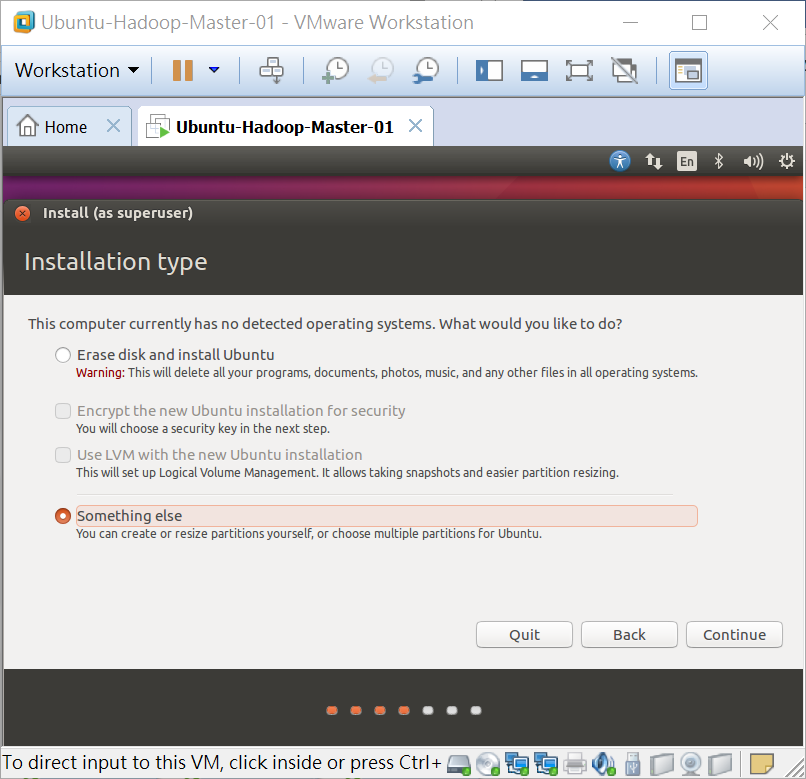 Ubuntu-Hadoop-Master-01 - VMware Workstation
Workstation
Home
Ubuntu-Hadoop-Master-01
En
Install (as superuser)
Installation type
This computer currently has no detected operating systems. What would you like to do?
Erase disk and install Ubuntu
Warning: This will delete all your programs, documents, photos, music, and any other files in all operating systems.
Encrypt the new Ubuntu installation for security
You will choose a security key in the next step.
Use LVM with the new Ubuntu installation
This will set up Logical Volume Management. It allows taking snapshots and easier partition resizing.
Something else
You can create or resize partitions yourself, or choose multiple partitions for Ubuntu.
Quit
Back
Continue
To direct input to this VM, click inside or press Ctrl+